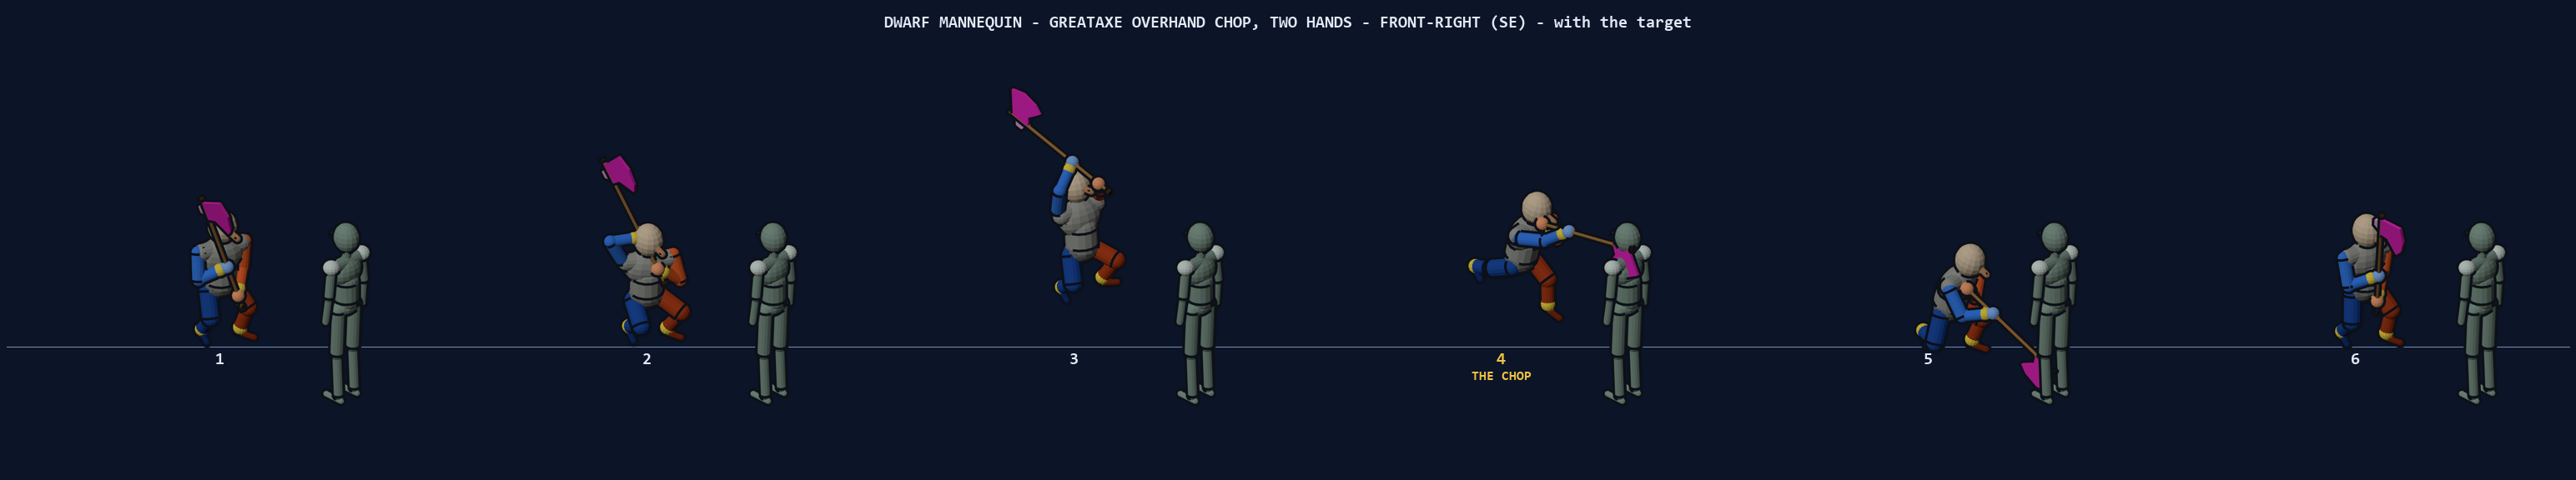 DWARF MANNEQUIN - GREATAXE OVERHAND CHOP, TWO HANDS - FRONT-RIGHT (SE) - with the target
1 2 3 4 5 6
THE CHOP